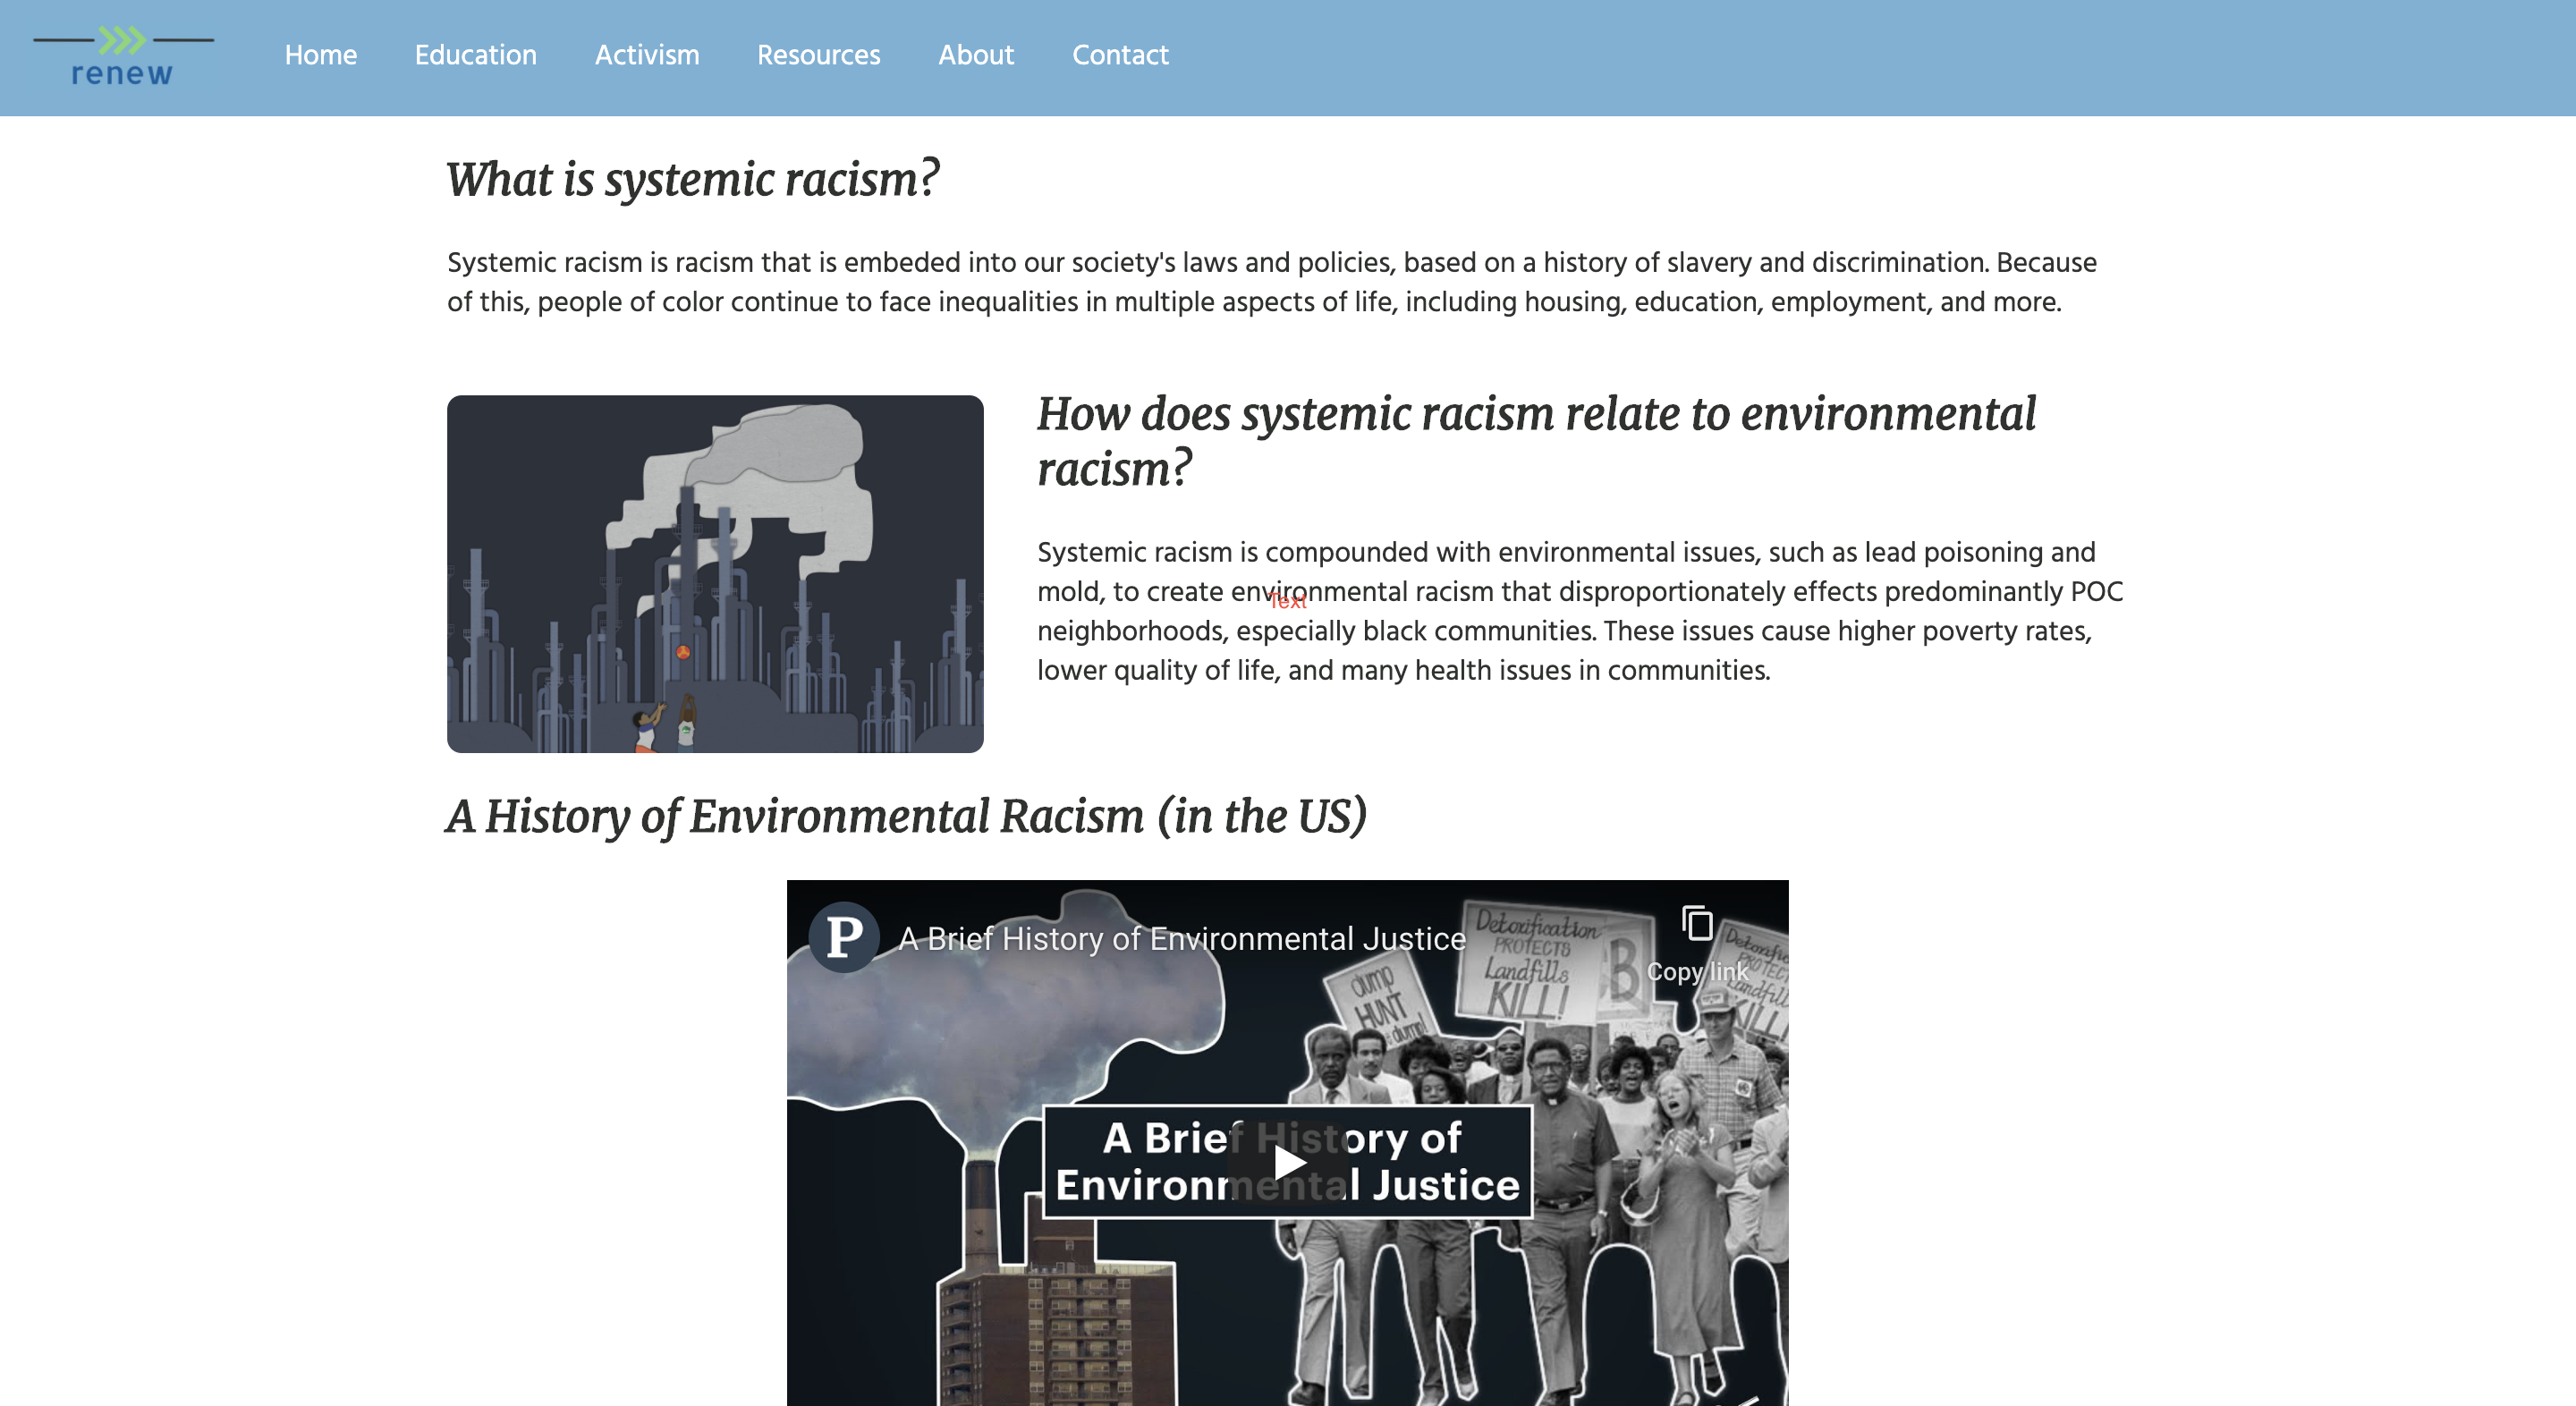 renew
Home
Education
Activism
Resources
About
Contact
What is systemic racism?
Systemic racism is racism that is embeded into our society's laws and policies, based on a history of slavery and discrimination. Because
of this, people of color continue to face inequalities in multiple aspects of life, including housing, education, employment, and more.
How does systemic racism relate to environmental
racism?
Systemic racism is compounded with environmental issues, such as lead poisoning and
mold, to create environmental racism that disproportionately effects predominantly POC
Text
neighborhoods, especially black communities. These issues cause higher poverty rates,
lower quality of life, and many health issues in communities.
A History of Environmental Racism (in the US)
P
A Brief History of Environmental Justice
Copy link
Detoxification
PROTECTS
Landfills
KILL!
dump
HUNT
dump!
B
PROTECT
Landfill
KILL!
A Brief History of
Environmental Justice